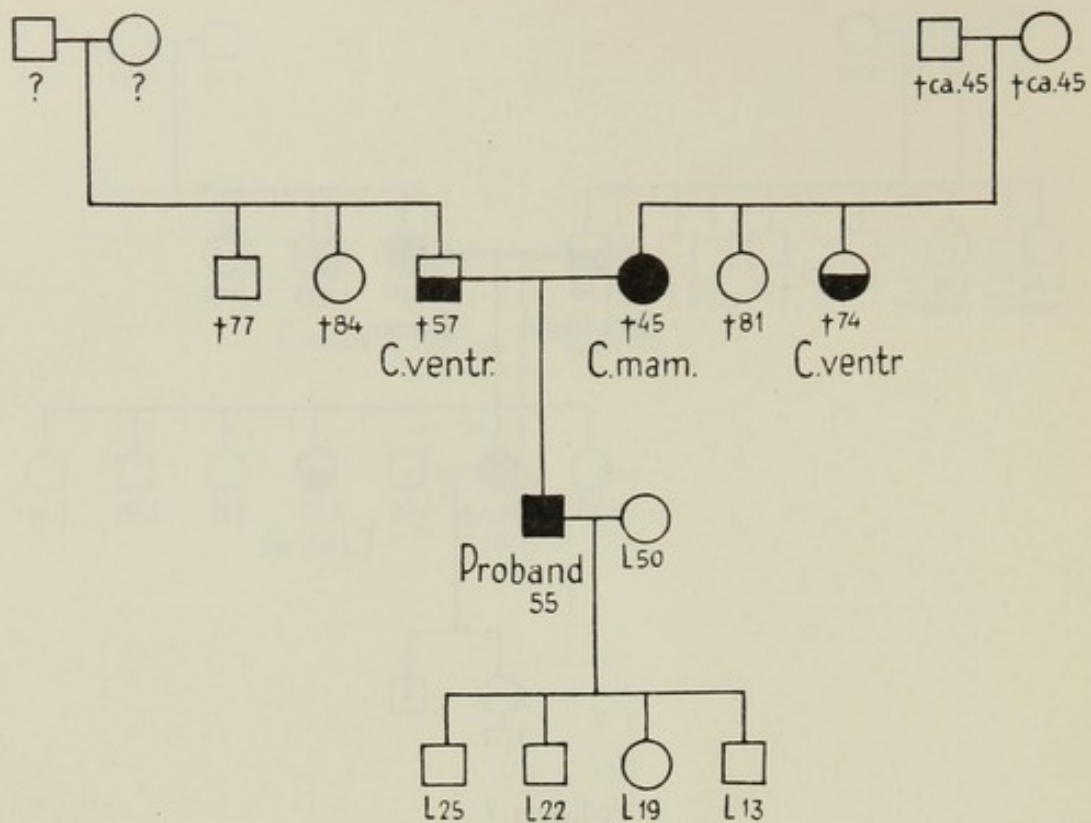 ? ? †ca.45 †ca.45
†77 †84 †57 †45 †81 †74
C.ventr. C.mam. C.ventr
Proband L50
55
L25 L22 L19 L13